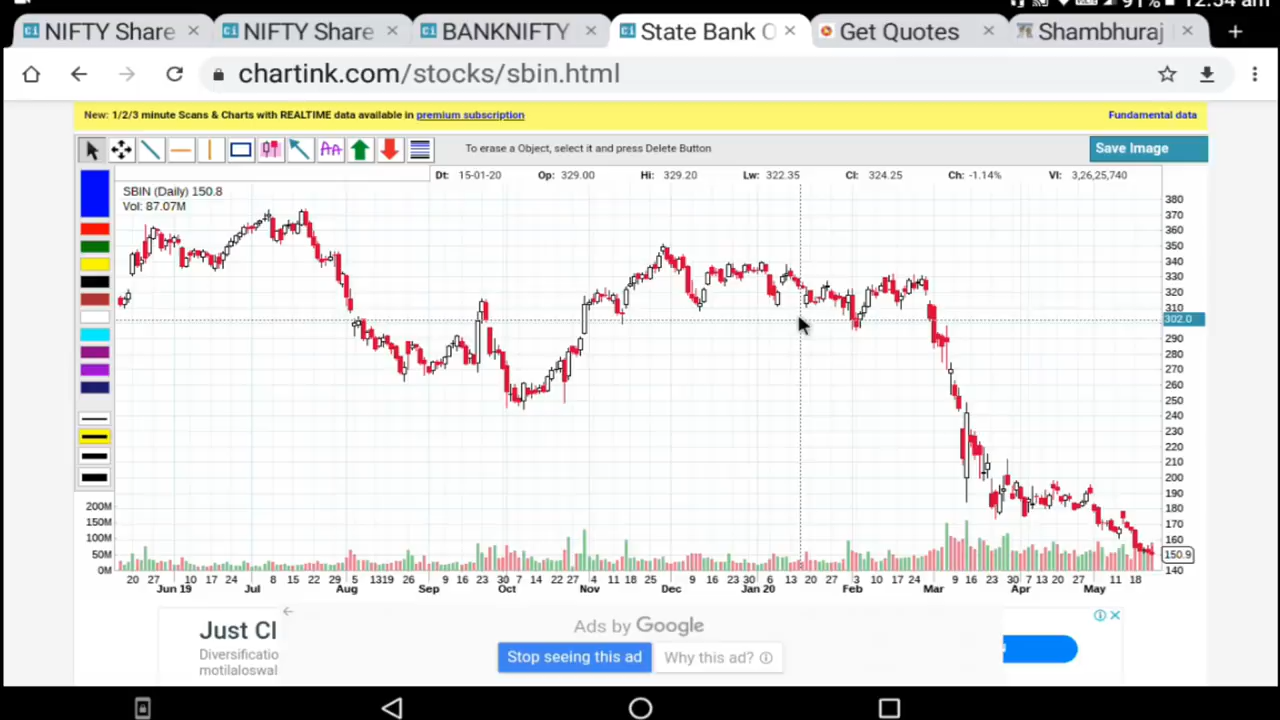 91% 12:54 am
NIFTY Share × NIFTY Share × BANKNIFTY × State Bank O × Get Quotes × Shambhuraj × +
chartink.com/stocks/sbin.html
New: 1/2/3 minute Scans & Charts with REALTIME data available in premium subscription Fundamental data
To erase a Object, select it and press Delete Button Save Image
Dt: 15-01-20 Op: 329.00 Hi: 329.20 Lw: 322.35 Cl: 324.25 Ch: -1.14% Vl: 3,26,25,740
SBIN (Daily) 150.8
Vol: 87.07M
380
370
360
350
340
330
320
310
302.0
290
280
270
260
250
240
230
220
210
200
190
180
170
160
150.9
140
200M
150M
100M
50M
0M
20 27 10 17 24 8 15 22 29 5 1319 26 9 16 23 30 7 14 22 27 4 11 18 25 9 16 23 30 6 13 20 27 3 10 17 24 9 16 23 30 7 13 20 27 11 18
Jun 19 Jul Aug Sep Oct Nov Dec Jan 20 Feb Mar Apr May
Just Cl
Diversificatio
motilaloswal
Ads by Google
Stop seeing this ad Why this ad?